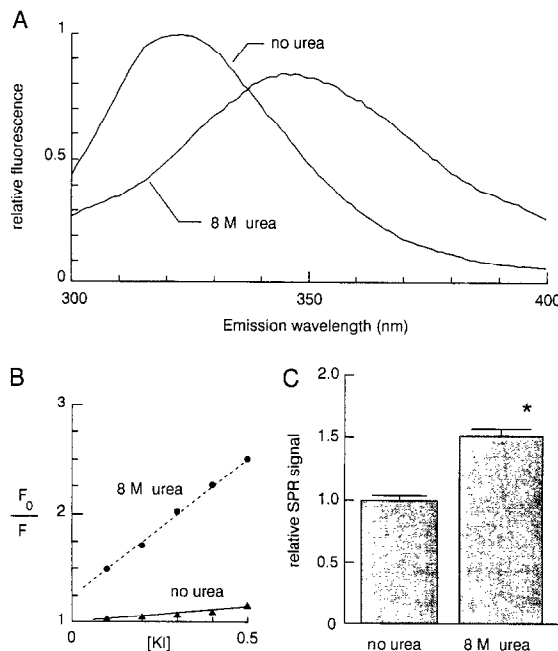 A
1
0.5
0
relative fluorescence
no urea
8 M urea
300
350
400
Emission wavelength (nm)
B
3
2
1
F0
F
8 M urea
no urea
0
[KI]
0.5
C
2.0
1.5
1.0
0.5
0
relative SPR signal
*
no urea
8 M urea